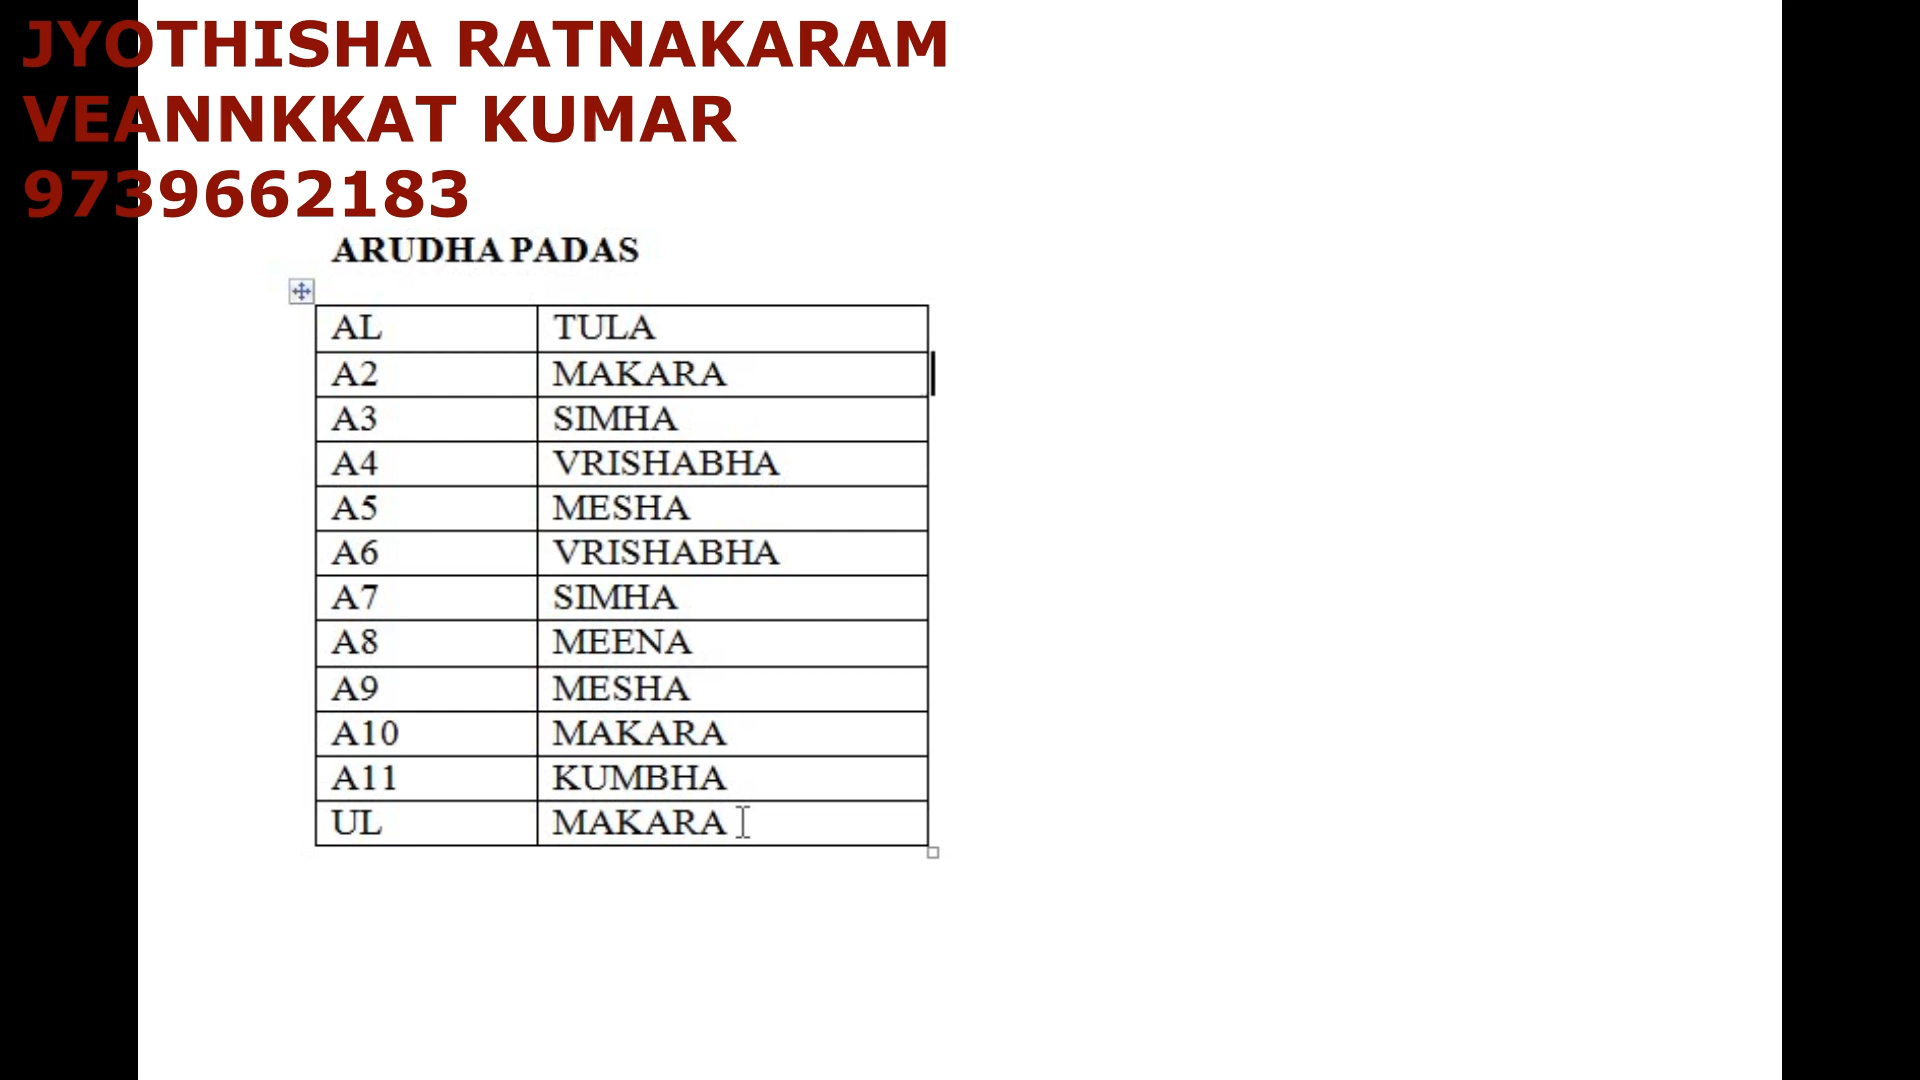 JYOTHISHA RATNAKARAM
VEANNKKAT KUMAR
9739662183
ARUDHA PADAS
AL TULA
A2 MAKARA
A3 SIMHA
A4 VRISHABHA
A5 MESHA
A6 VRISHABHA
A7 SIMHA
A8 MEENA
A9 MESHA
A10 MAKARA
A11 KUMBHA
UL MAKARA